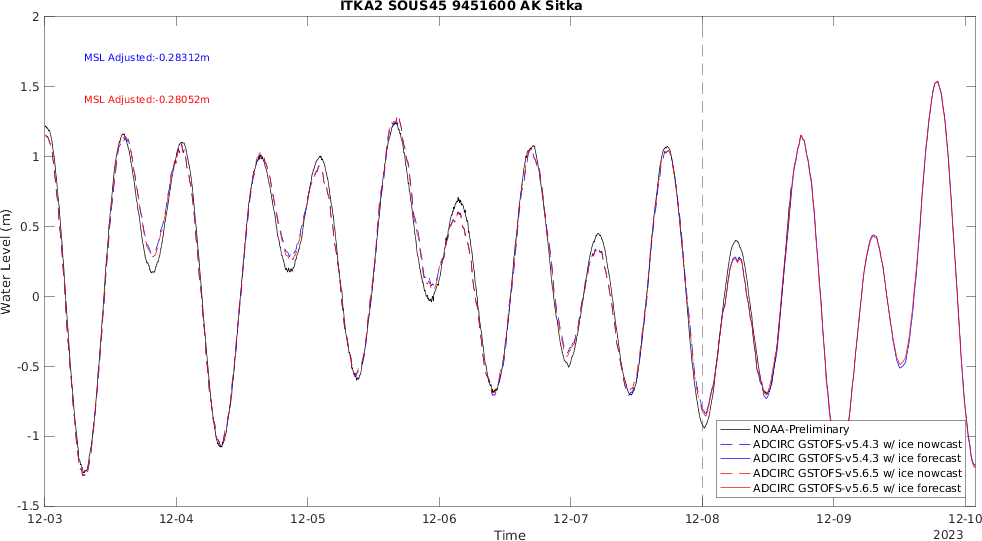 ITKA2 SOUS45 9451600 AK Sitka
2
1.5
1
0.5
0
-0.5
-1
-1.5
Water Level (m)
MSL Adjusted:-0.28312m
MSL Adjusted:-0.28052m
NOAA-Preliminary
ADCIRC GSTOFS-v5.4.3 w/ ice nowcast
ADCIRC GSTOFS-v5.4.3 w/ ice forecast
ADCIRC GSTOFS-v5.6.5 w/ ice nowcast
ADCIRC GSTOFS-v5.6.5 w/ ice forecast
12-03 12-04 12-05 12-06 12-07 12-08 12-09 12-10
Time
2023